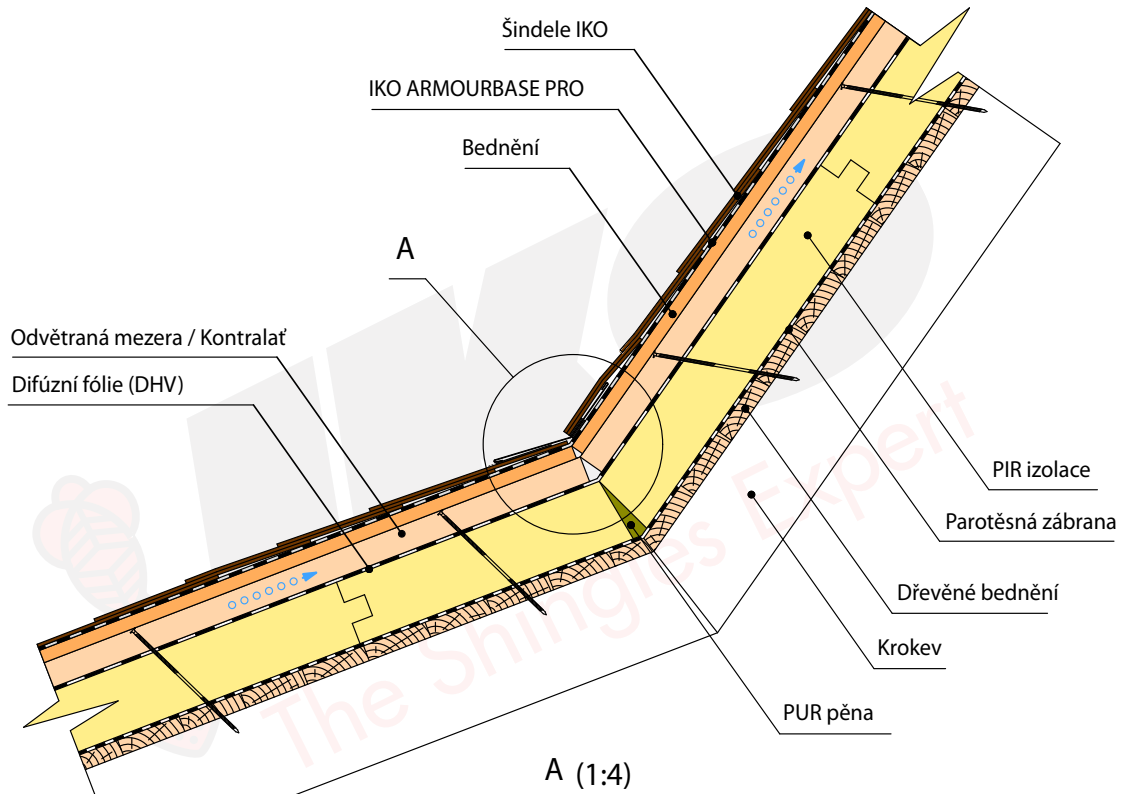 Šindele IKO
IKO ARMOURBASE PRO
Bednění
A
Odvětraná mezera / Kontralať
Difúzní fólie (DHV)
PIR izolace
Parotěsná zábrana
Dřevěné bednění
Krokev
PUR pěna
A (1:4)
IKO
The Shingles Expert